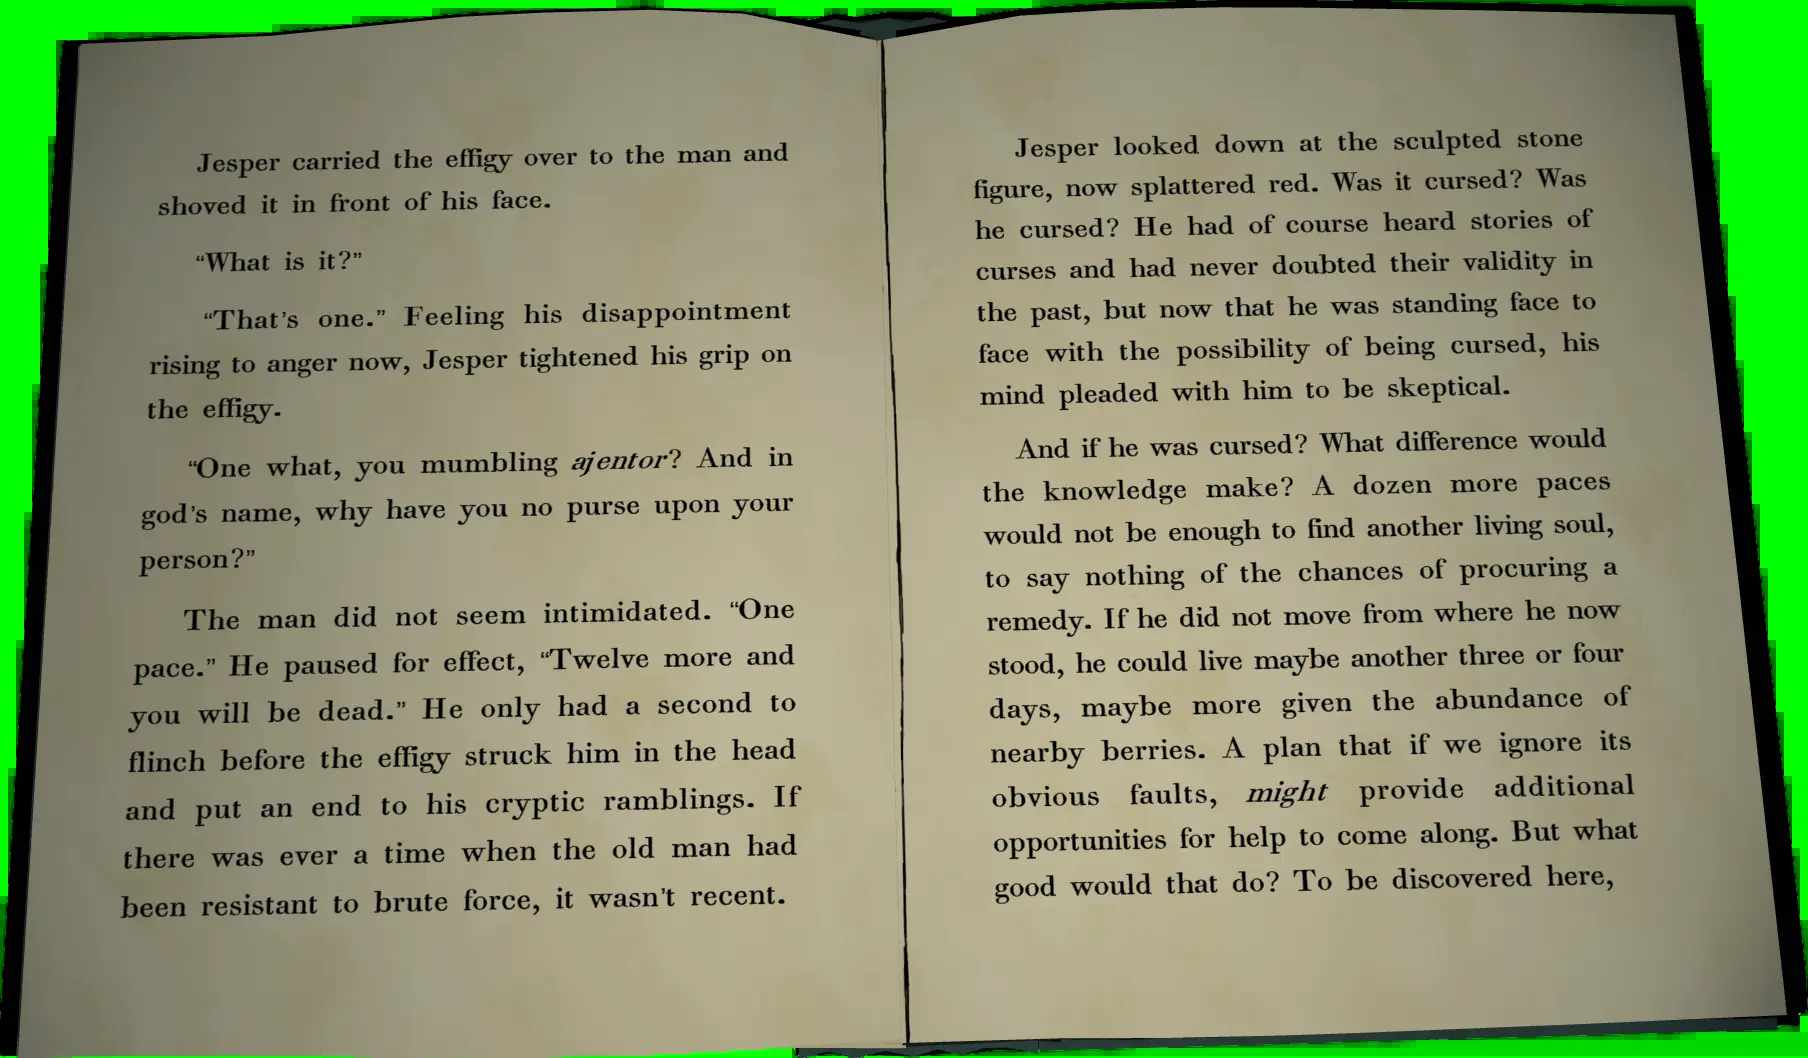 Jesper carried the effigy over to the man and
shoved it in front of his face.
“What is it?”
“That’s one.” Feeling his disappointment
rising to anger now, Jesper tightened his grip on
the effigy.
“One what, you mumbling ajentor? And in
god’s name, why have you no purse upon your
person?”
The man did not seem intimidated. “One
pace.” He paused for effect, “Twelve more and
you will be dead.” He only had a second to
flinch before the effigy struck him in the head
and put an end to his cryptic ramblings. If
there was ever a time when the old man had
been resistant to brute force, it wasn’t recent.
Jesper looked down at the sculpted stone
figure, now splattered red. Was it cursed? Was
he cursed? He had of course heard stories of
curses and had never doubted their validity in
the past, but now that he was standing face to
face with the possibility of being cursed, his
mind pleaded with him to be skeptical.
And if he was cursed? What difference would
the knowledge make? A dozen more paces
would not be enough to find another living soul,
to say nothing of the chances of procuring a
remedy. If he did not move from where he now
stood, he could live maybe another three or four
days, maybe more given the abundance of
nearby berries. A plan that if we ignore its
obvious faults, might provide additional
opportunities for help to come along. But what
good would that do? To be discovered here,